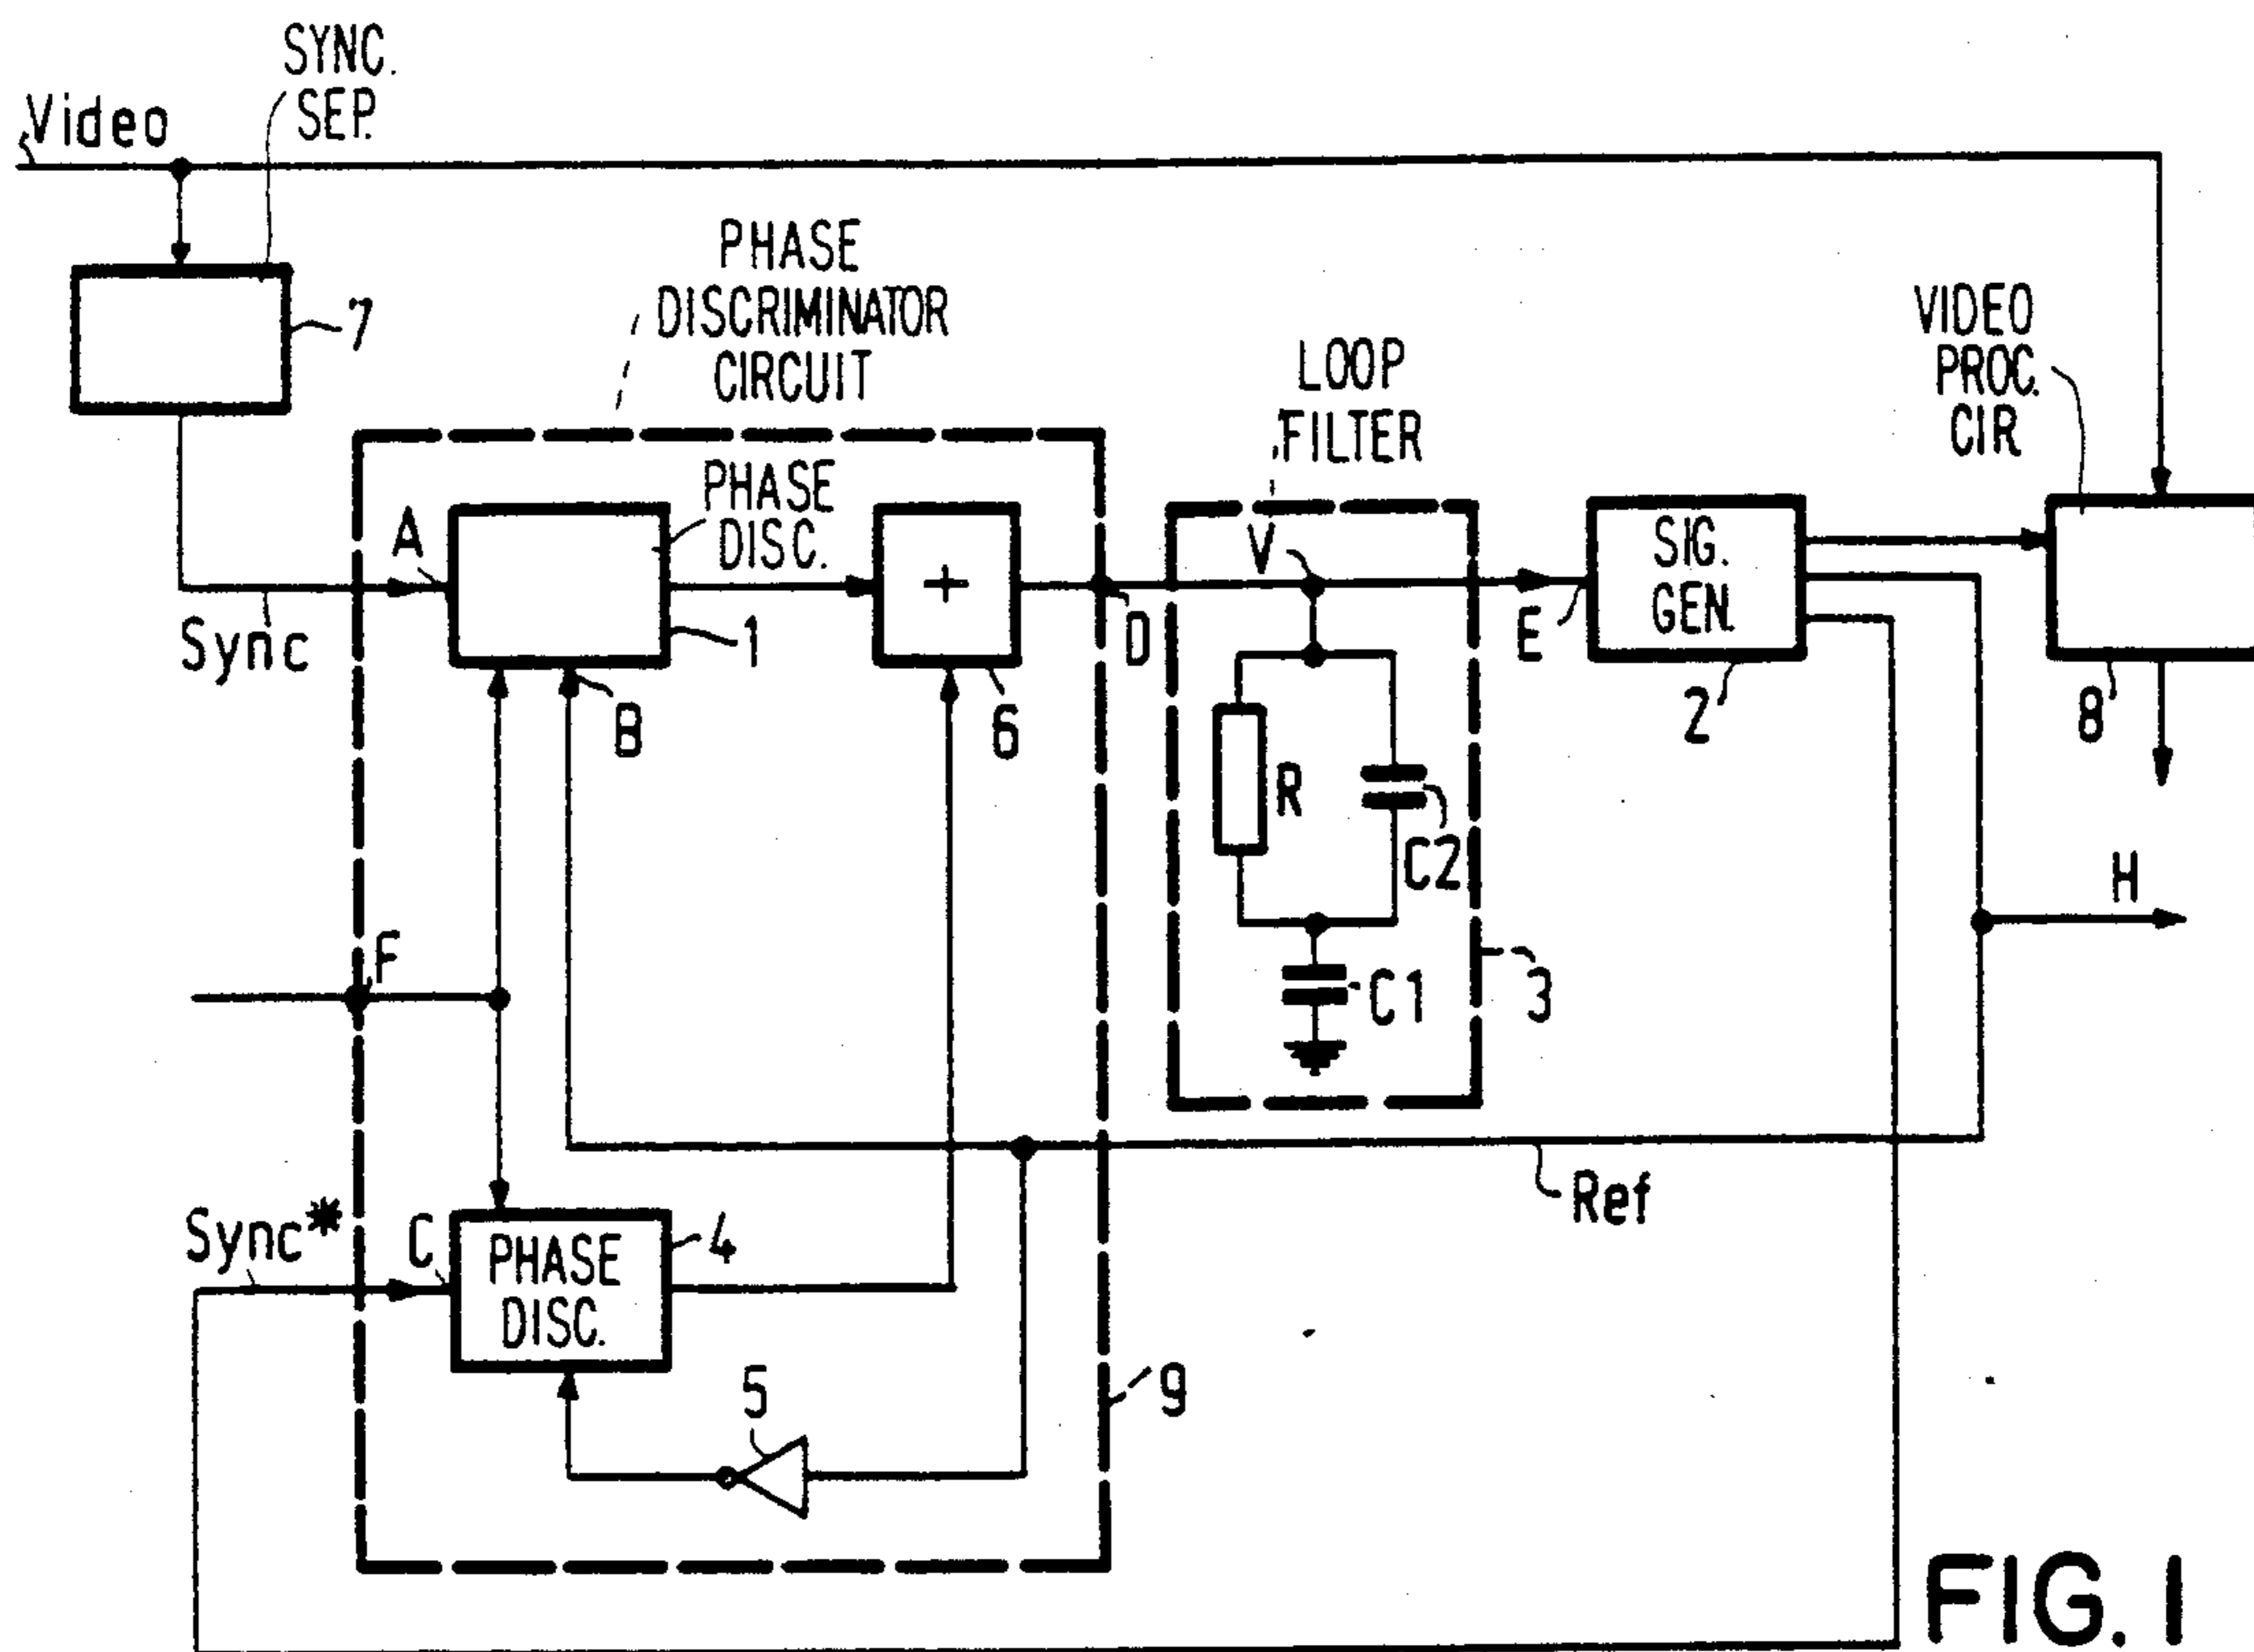 SYNC.
SEP.
Video
7
PHASE
DISCRIMINATOR
CIRCUIT
LOOP
FILTER
VIDEO
PROC.
CIR
A
PHASE
DISC.
+
V
SIG.
GEN.
Sync
1
B
6
D
E
2
8
R
C2
H
F
C1
3
Ref
Sync*
C
PHASE
DISC.
4
5
9
FIG. 1